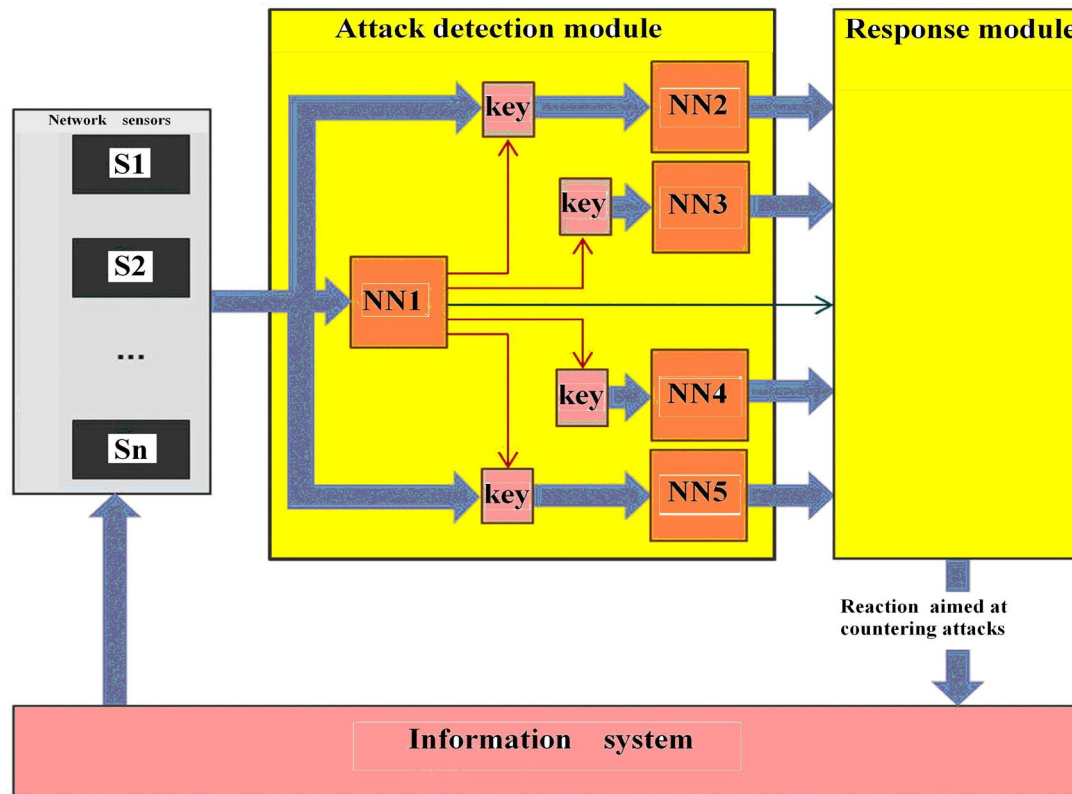 Attack detection module
Response module
Network sensors
S1
S2
...
Sn
key
NN2
key
NN3
NN1
key
NN4
key
NN5
Reaction aimed at
countering attacks
Information system